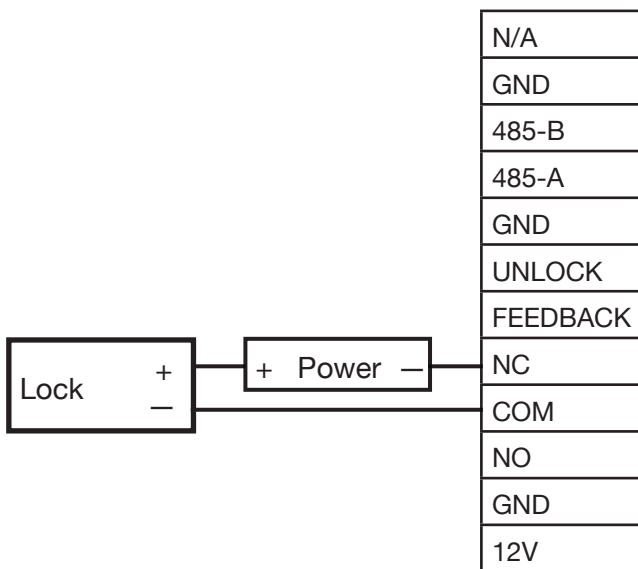 N/A
GND
485-B
485-A
GND
UNLOCK
FEEDBACK
Lock + —
+ Power —
NC
COM
NO
GND
12V